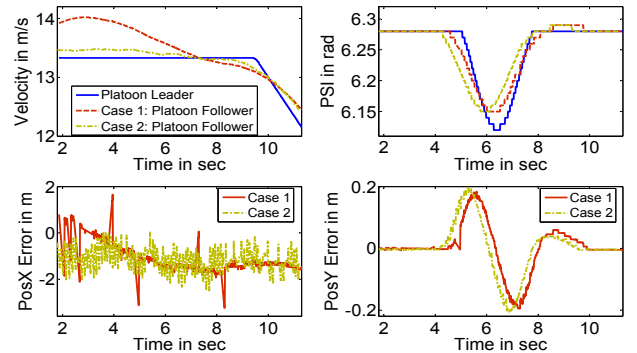 Velocity in m/s
14
13
12
2 4 6 8 10
Time in sec
Platoon Leader
Case 1: Platoon Follower
Case 2: Platoon Follower
PSI in rad
6.3
6.25
6.2
6.15
2 4 6 8 10
Time in sec
PosX Error in m
2
0
−2
2 4 6 8 10
Time in sec
Case 1
Case 2
PosY Error in m
0.2
0
-0.2
2 4 6 8 10
Time in sec
Case 1
Case 2